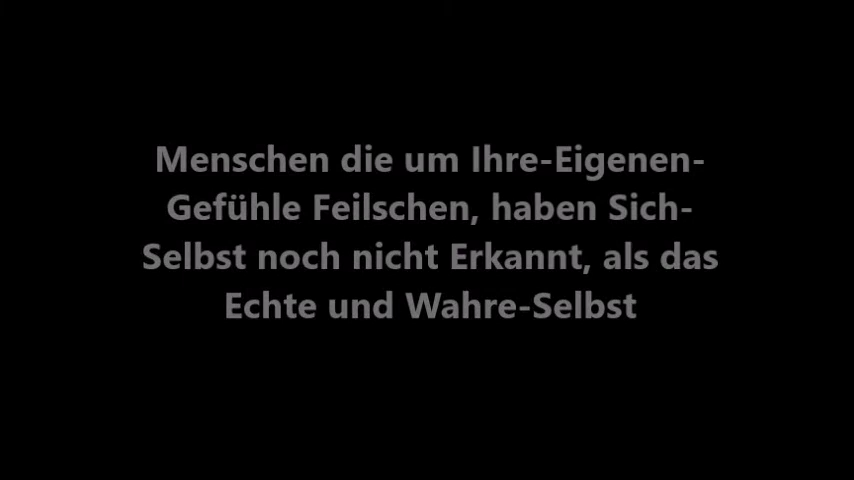 Menschen die um Ihre-Eigenen-
Gefühle Feilschen, haben Sich-
Selbst noch nicht Erkannt, als das
Echte und Wahre-Selbst